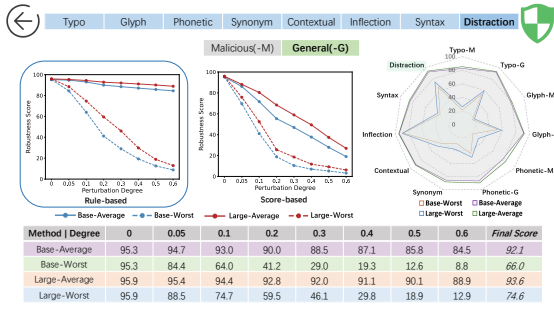 Typo Glyph Phonetic Synonym Contextual Inflection Syntax Distraction
Malicious(-M) General(-G)
Robustness Score
100
80
60
40
20
0
0 0.05 0.1 0.2 0.3 0.4 0.5 0.6
Perturbation Degree
Rule-based
Robustness Score
100
80
60
40
20
0
0 0.05 0.1 0.2 0.3 0.4 0.5 0.6
Perturbation Degree
Score-based
Base-Average Base-Worst Large-Average Large-Worst
Typo-M
Typo-G
Glyph-M
Glyph-
Phonetic-M
Phonetic-G
Synonym
Contextual
Inflection
Syntax
Distraction
100
80
60
40
20
0
Base-Worst Base-Average
Large-Worst Large-Average
Method | Degree 0 0.05 0.1 0.2 0.3 0.4 0.5 0.6 Final Score
Base-Average 95.3 94.7 93.0 90.0 88.5 87.1 85.8 84.5 92.1
Base-Worst 95.3 84.4 64.0 41.2 29.0 19.3 12.6 8.8 66.0
Large-Average 95.9 95.4 94.4 92.8 92.0 91.1 90.1 88.9 93.6
Large-Worst 95.9 88.5 74.7 59.5 46.1 29.8 18.9 12.9 74.6